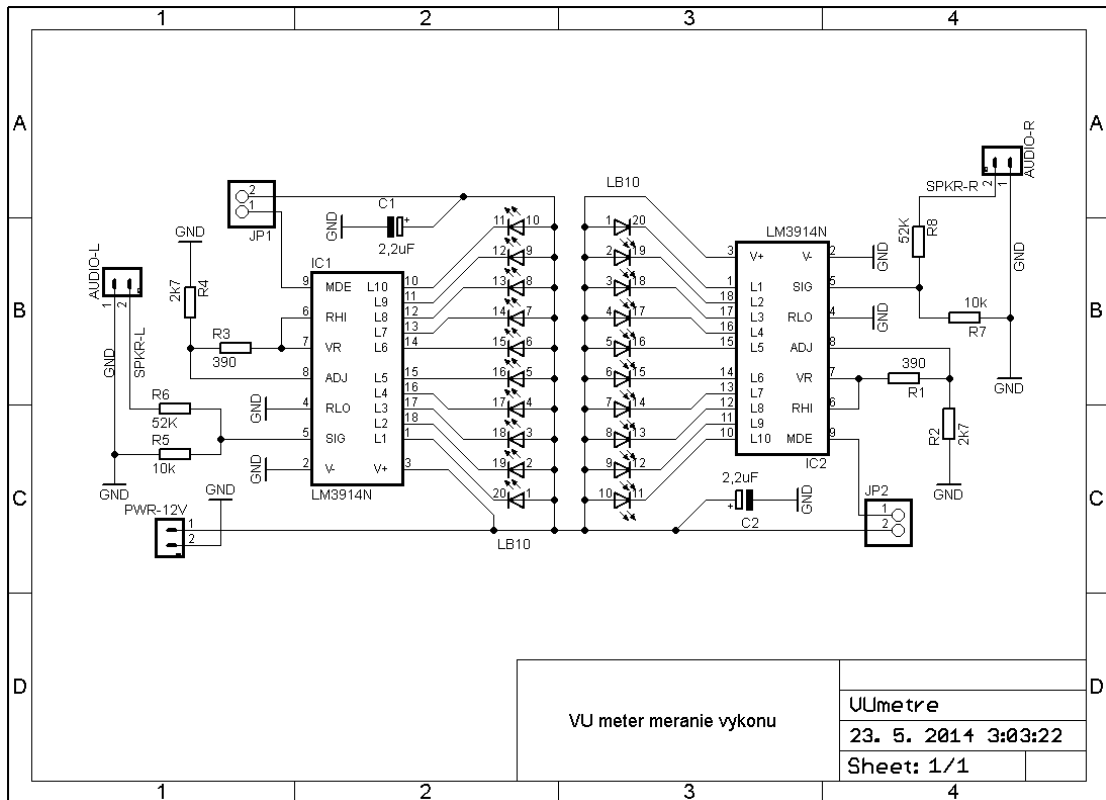 1 2 3 4
A A
AUDIO-R
2 1
SPKR-R
LB10
2
1
JP1
C1
+
2,2uF
GND
GND
11 10
1 20
LM3914N
52K
R8
GND
B B
AUDIO-L
1 2
GND
SPKR-L
2K7
R4
IC1
12 9
2 19
3 V+ V- 2
GND
9 MDE L10 10
L9 11
13 8
3 18
1 L1 SIG 5
18 L2
6 RHI L8 12
L7 13
14 7
4 17
17 L3 RLO 4
16 L4
GND
10k
R7
R3
390
7 VR L6 14
15 6
5 16
15 L5 ADJ 8
8 ADJ L5 15
L4 16
16 5
6 15
14 L6 VR 7
13 L7
390
R1
GND
R6
52K
GND
4 RLO L3 17
L2 18
17 4
7 14
12 L8 RHI 6
11 L9
R2
2K7
R5
10k
5 SIG L1 1
18 3
8 13
10 L10 MDE 9
IC2
C C
GND
GND
GND
2 V- V+ 3
LM3914N
19 2
9 12
20 1
10 11
2,2uF
+
C2
GND
GND
JP2
1
2
PWR-12V
1
2
LB10
D D
VU meter meranie vykonu
VUmetre
23. 5. 2014 3:03:22
Sheet: 1/1
1 2 3 4